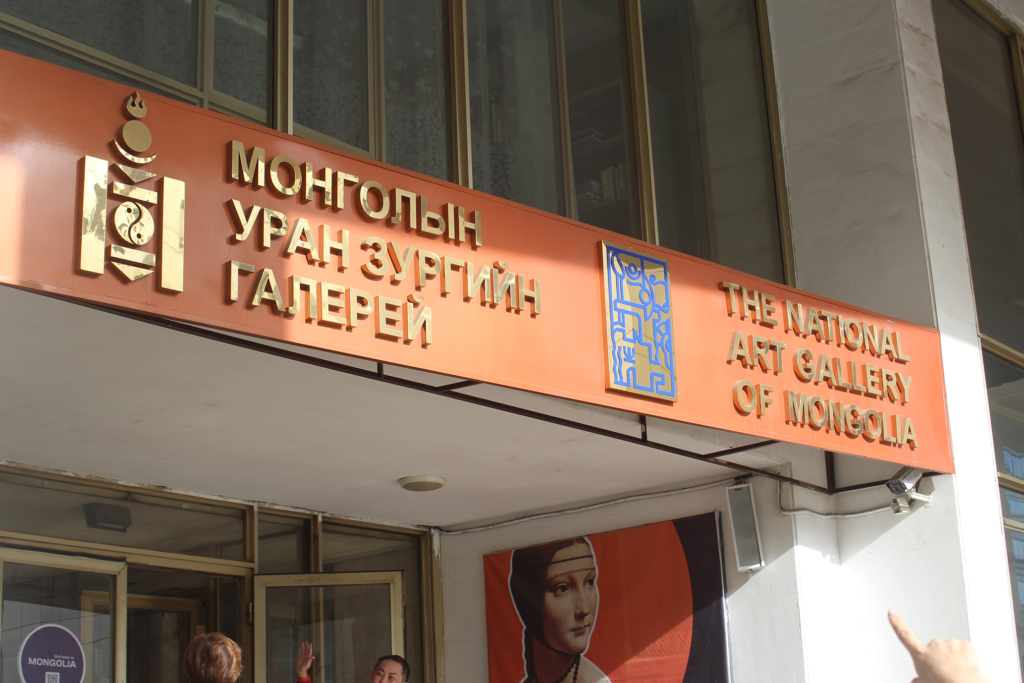 МОНГОЛЫН
УРАН ЗУРГИЙН
ГАЛЕРЕЙ
THE NATIONAL
ART GALLERY
OF MONGOLIA
MONGOLIA